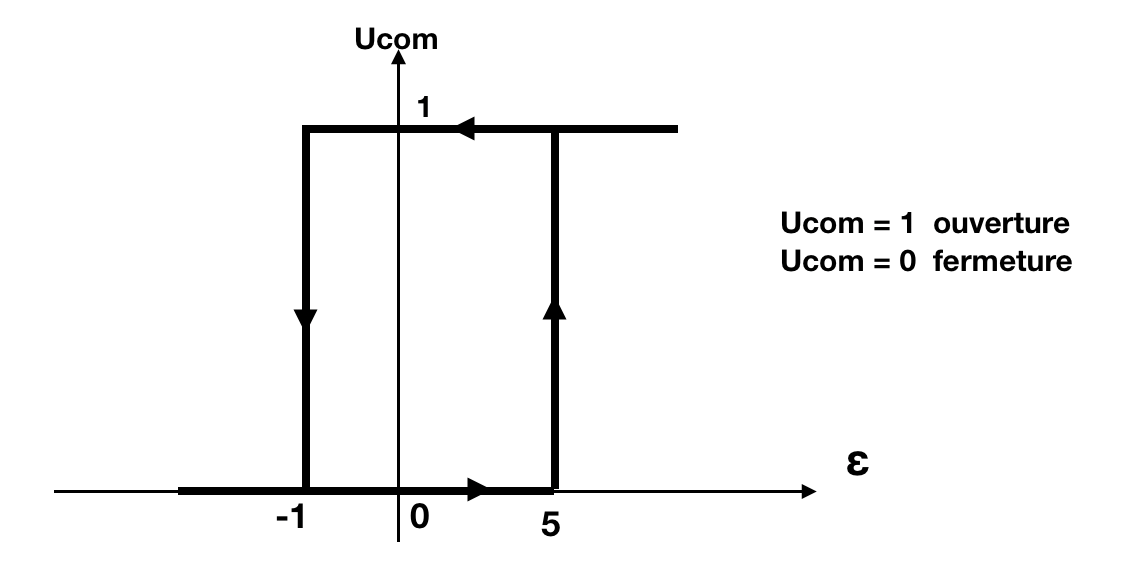 Ucom
1
Ucom = 1 ouverture
Ucom = 0 fermeture
ε
-1
0
5